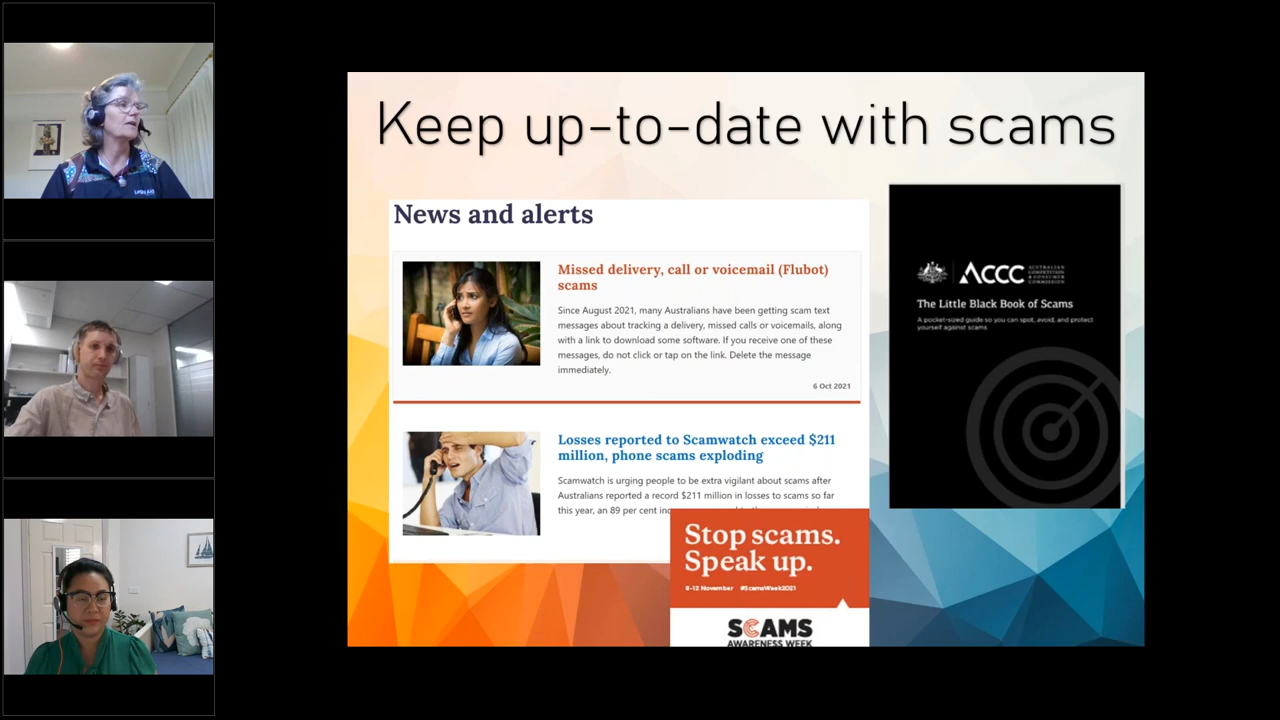 Keep up-to-date with scams
News and alerts
Missed delivery, call or voicemail (Flubot)
scams
Since August 2021, many Australians have been getting scam text
messages about tracking a delivery, missed calls or voicemails, along
with a link to download some software. If you receive one of these
messages, do not click or tap on the link. Delete the message
immediately.
6 Oct 2021
Losses reported to Scamwatch exceed $211
million, phone scams exploding
Scamwatch is urging people to be extra vigilant about scams after
Australians reported a record $211 million in losses to scams so far
this year, an 89 per cent
Stop scams.
Speak up.
8-12 November #ScamsWeek2021
SCAMS
AWARENESS WEEK
ACCC
AUSTRALIAN
COMPETITION
& CONSUMER
COMMISSION
The Little Black Book of Scams
A pocket-sized guide so you can spot, avoid, and protect
yourself against scams